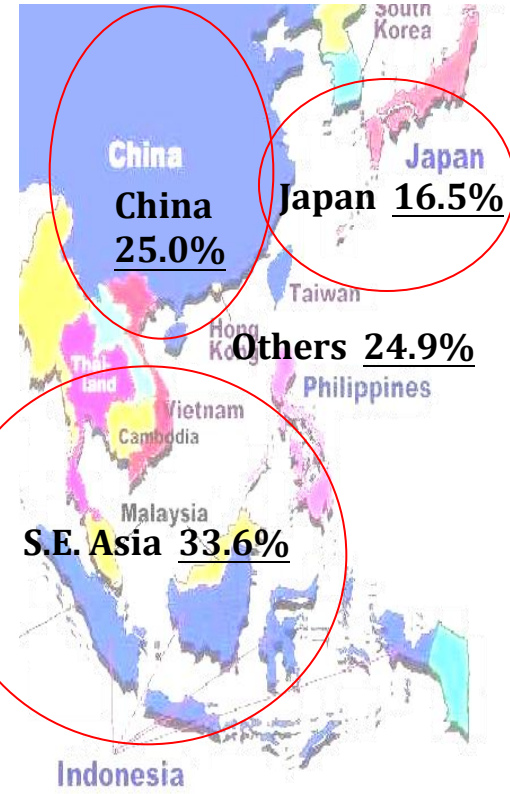 South
Korea
China
Japan
China
25.0%
Japan 16.5%
Taiwan
Hong
Kong
Others 24.9%
Thai-
land
Philippines
Vietnam
Cambodia
Malaysia
S.E. Asia 33.6%
Indonesia